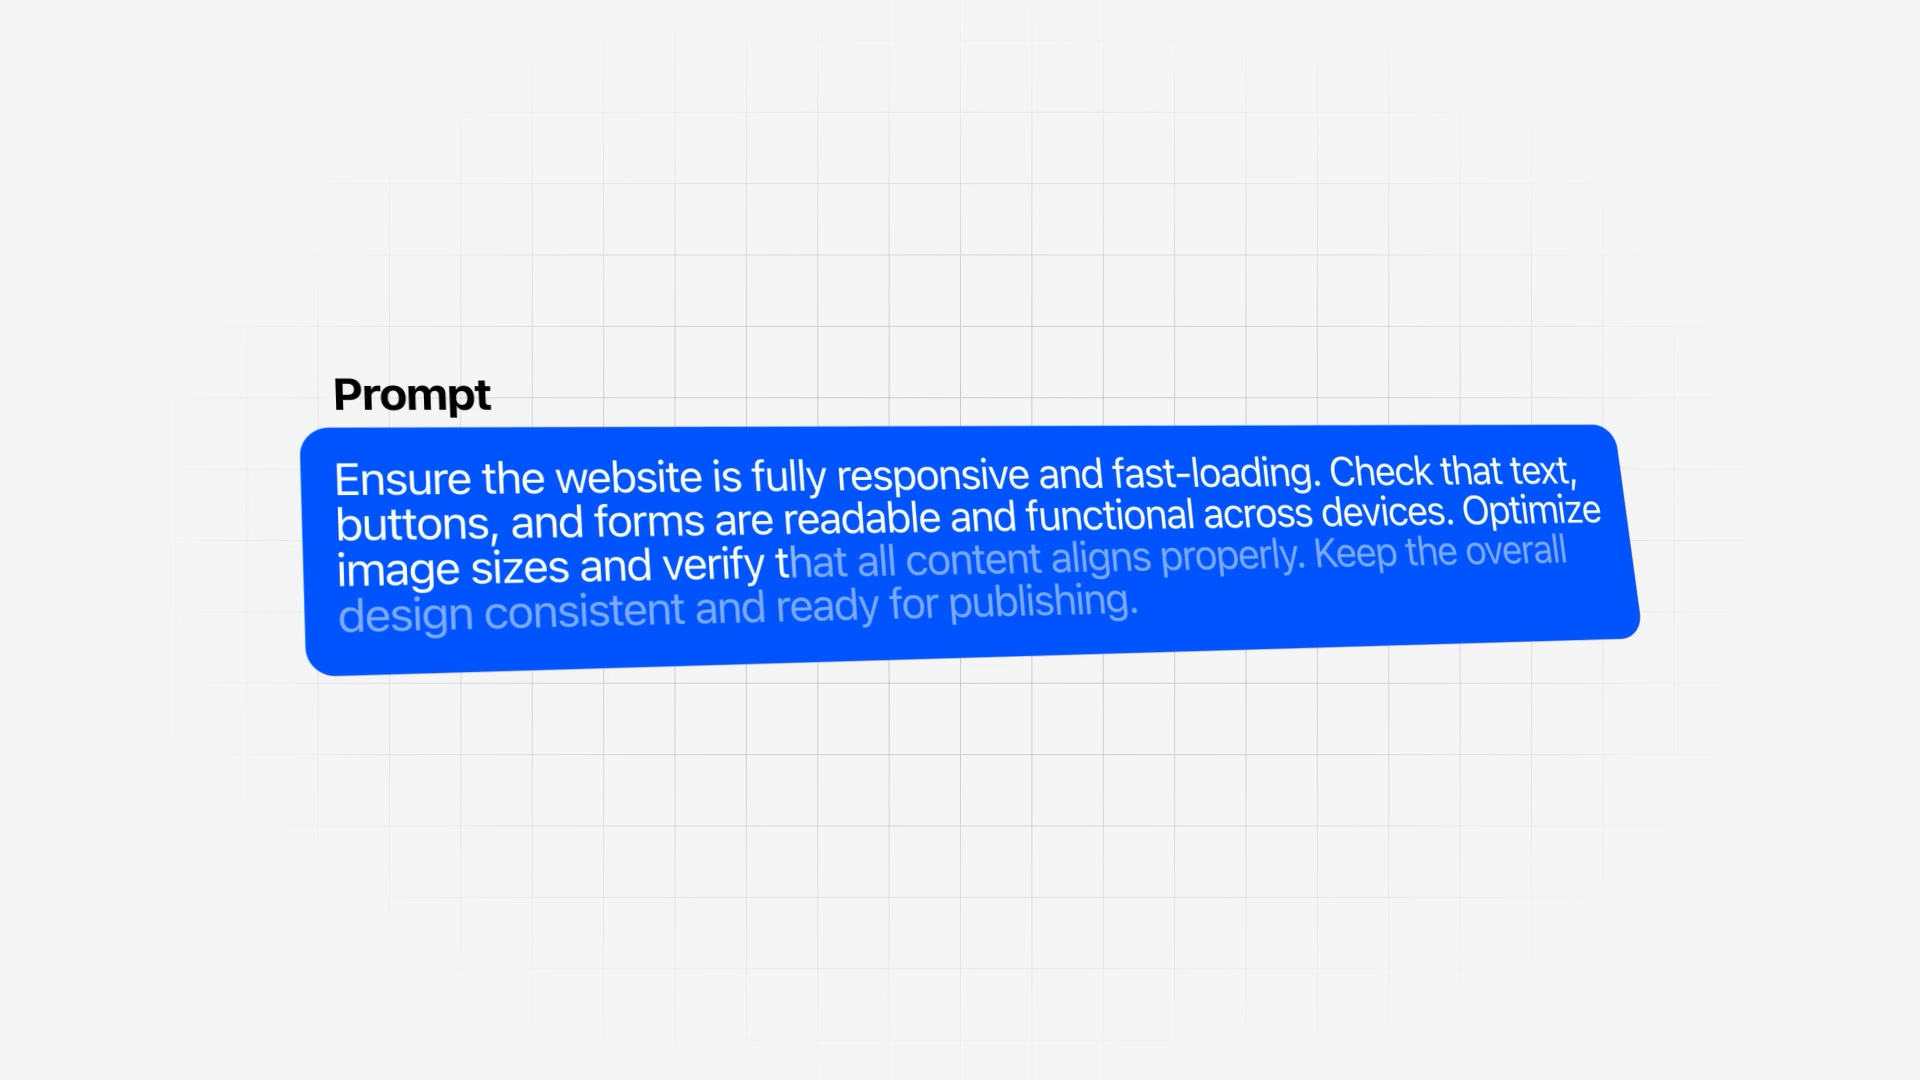 Prompt
Ensure the website is fully responsive and fast-loading. Check that text,
buttons, and forms are readable and functional across devices. Optimize
image sizes and verify that all content aligns properly. Keep the overall
design consistent and ready for publishing.